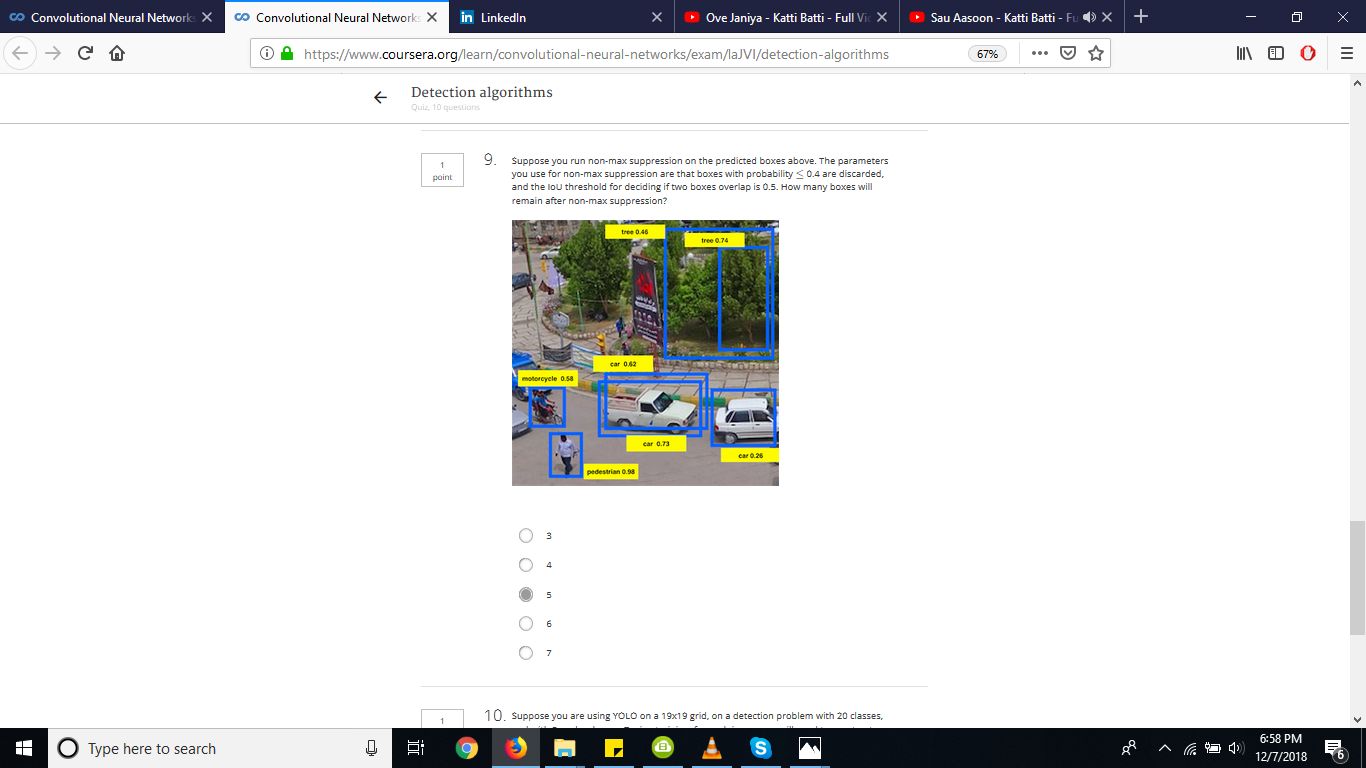 Convolutional Neural Networks
Convolutional Neural Networks
LinkedIn
Ove Janiya - Katti Batti - Full Vi
Sau Aasoon - Katti Batti - Fu
https://www.coursera.org/learn/convolutional-neural-networks/exam/laJVI/detection-algorithms
67%
Detection algorithms
Quiz, 10 questions
1
point
9.
Suppose you run non-max suppression on the predicted boxes above. The parameters
you use for non-max suppression are that boxes with probability ≤ 0.4 are discarded,
and the IoU threshold for deciding if two boxes overlap is 0.5. How many boxes will
remain after non-max suppression?
tree 0.46
tree 0.74
car 0.62
motorcycle 0.58
car 0.73
car 0.26
pedestrian 0.98
3
4
5
6
7
1
10.
Suppose you are using YOLO on a 19x19 grid, on a detection problem with 20 classes,
Type here to search
6:58 PM
12/7/2018
6